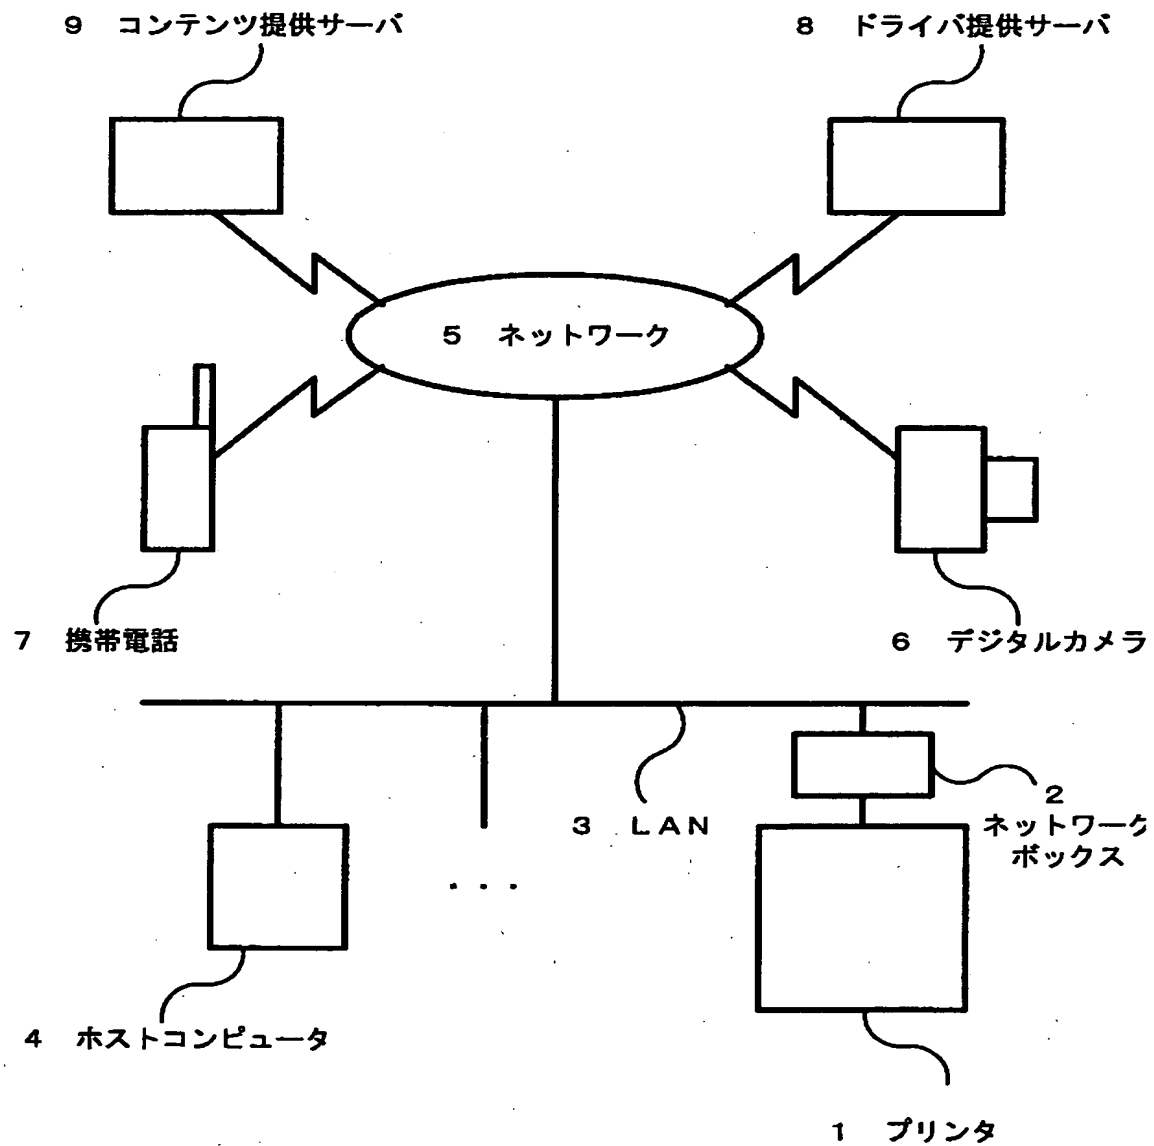 9 コンテンツ提供サーバ
8 ドライバ提供サーバ
5 ネットワーク
7 携帯電話
6 デジタルカメラ
3 LAN
2
ネットワーク
ボックス
...
4 ホストコンピュータ
1 プリンタ